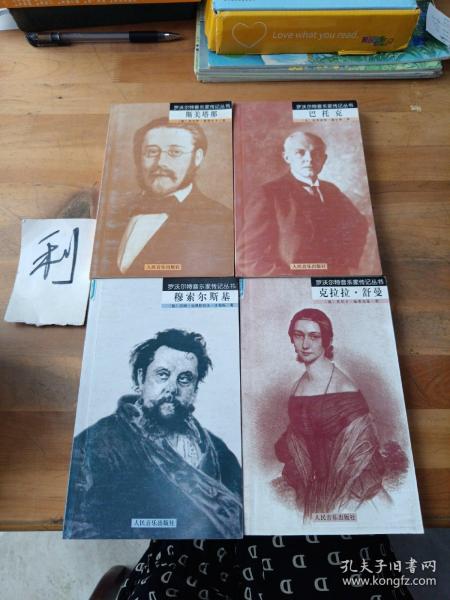 Love what you read.
罗沃尔特音乐家传记丛书
斯美塔那
人民音乐出版社
罗沃尔特音乐家传记丛书
巴托克
人民音乐出版社
利
罗沃尔特音乐家传记丛书
穆索尔斯基
人民音乐出版社
罗沃尔特音乐家传记丛书
克拉拉·舒曼
人民音乐出版社
孔夫子旧书网
www.kongfz.com